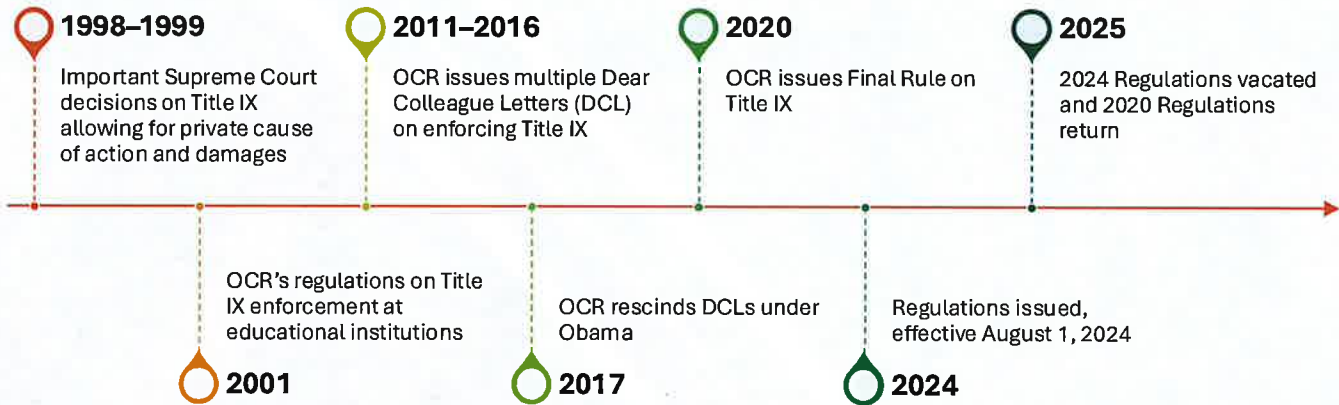 1998–1999
Important Supreme Court
decisions on Title IX
allowing for private cause
of action and damages
2011–2016
OCR issues multiple Dear
Colleague Letters (DCL)
on enforcing Title IX
2020
OCR issues Final Rule on
Title IX
2025
2024 Regulations vacated
and 2020 Regulations
return
OCR's regulations on Title
IX enforcement at
educational institutions
2001
OCR rescinds DCLs under
Obama
2017
Regulations issued,
effective August 1, 2024
2024